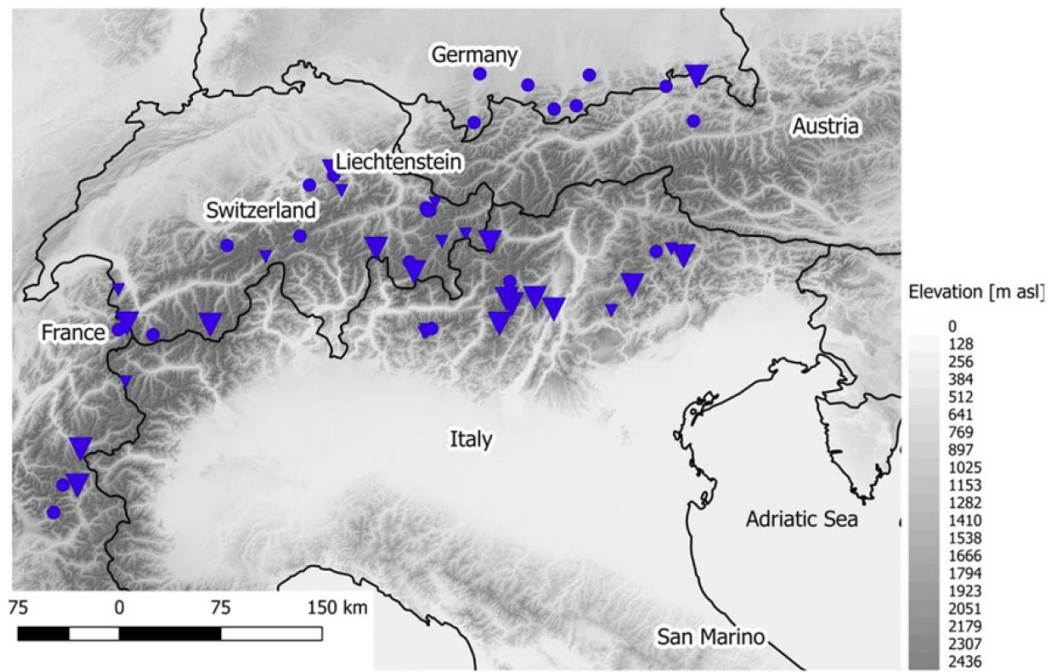 Germany
Austria
Liechtenstein
Switzerland
France
Italy
Adriatic Sea
San Marino
75 0 75 150 km
Elevation [m asl]
0
128
256
384
512
641
769
897
1025
1153
1282
1410
1538
1666
1794
1923
2051
2179
2307
2436